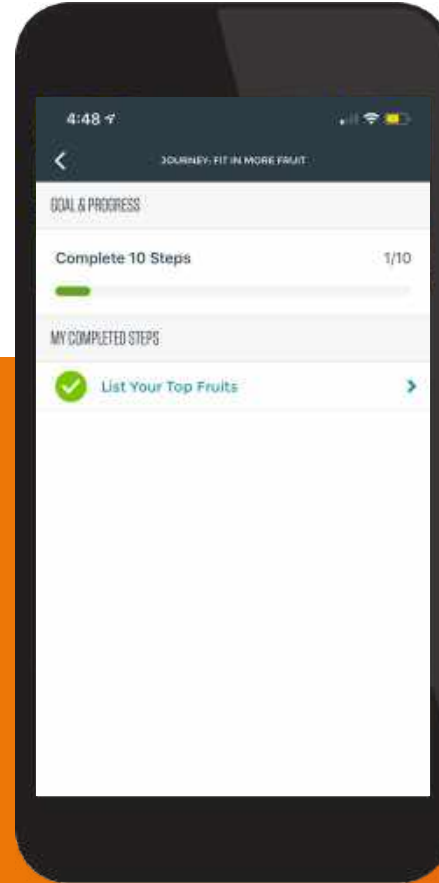 4:48
JOURNEY: FIT IN MORE FRUIT
GOAL & PROGRESS
Complete 10 Steps 1/10
MY COMPLETED STEPS
List Your Top Fruits